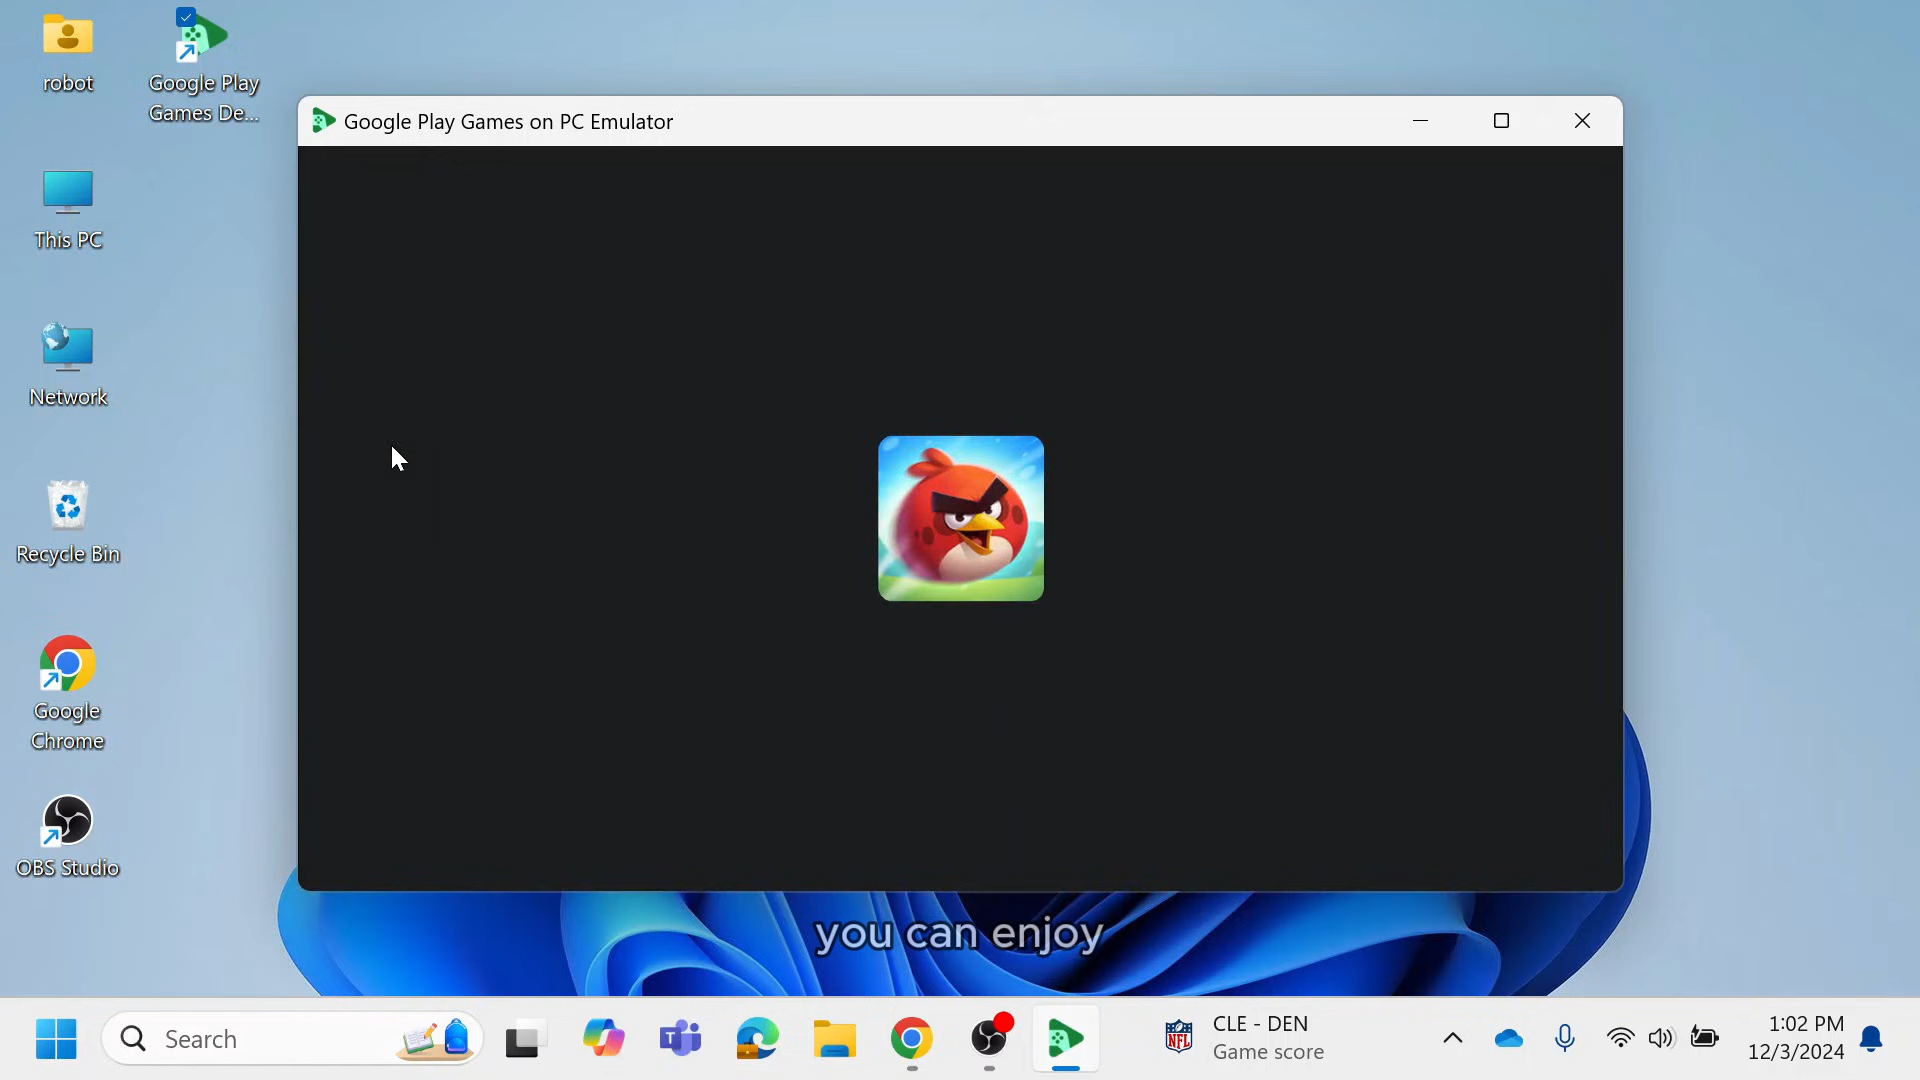 robot
Google Play
Games De...
Google Play Games on PC Emulator
This PC
Network
Recycle Bin
Google
Chrome
OBS Studio
you can enjoy
Search
CLE - DEN
Game score
1:02 PM
12/3/2024
NFL
T